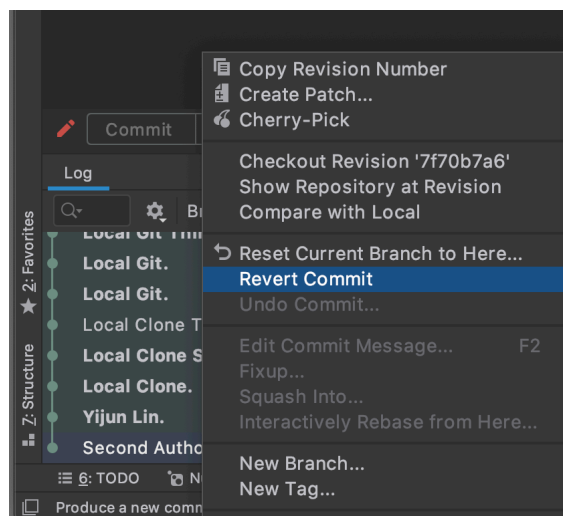 Copy Revision Number
Create Patch...
Cherry-Pick
Commit
Checkout Revision '7f70b7a6'
Log
Show Repository at Revision
Compare with Local
Reset Current Branch to Here...
Local Git.
Revert Commit
Local Git.
Undo Commit...
Local Clone
Edit Commit Message... F2
Local Clone
Fixup...
Local Clone.
Squash Into...
Yijun Lin.
Interactively Rebase from Here...
Second
New Branch...
6: TODO
New Tag...
Produce a new
2: Favorites
7: Structure